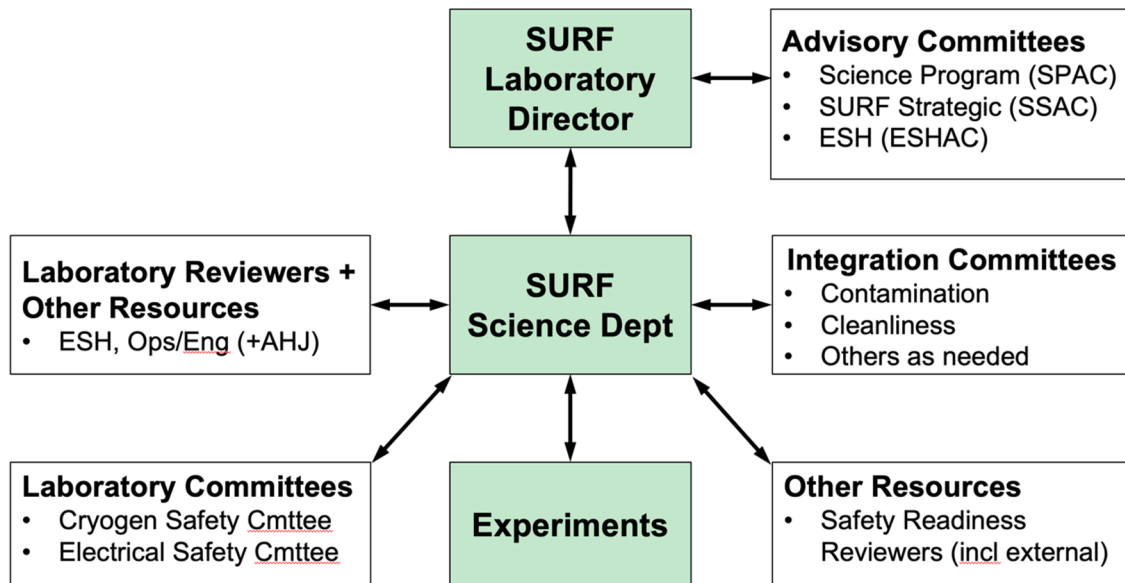 SURF
Laboratory
Director
Advisory Committees
• Science Program (SPAC)
• SURF Strategic (SSAC)
• ESH (ESHAC)
Laboratory Reviewers +
Other Resources
• ESH, Ops/Eng (+AHJ)
SURF
Science Dept
Integration Committees
• Contamination
• Cleanliness
• Others as needed
Laboratory Committees
• Cryogen Safety Cmttee
• Electrical Safety Cmttee
Experiments
Other Resources
• Safety Readiness
Reviewers (incl external)